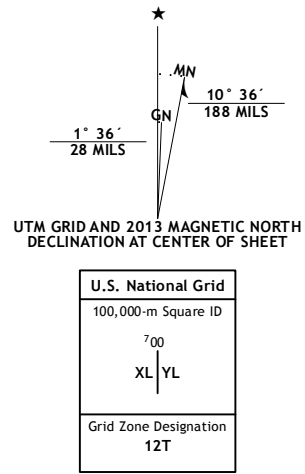 ★
MN
GN
10° 36´
188 MILS
1° 36´
28 MILS
UTM GRID AND 2013 MAGNETIC NORTH
DECLINATION AT CENTER OF SHEET
U.S. National Grid
100,000-m Square ID
⁷00
XL YL
Grid Zone Designation
12T